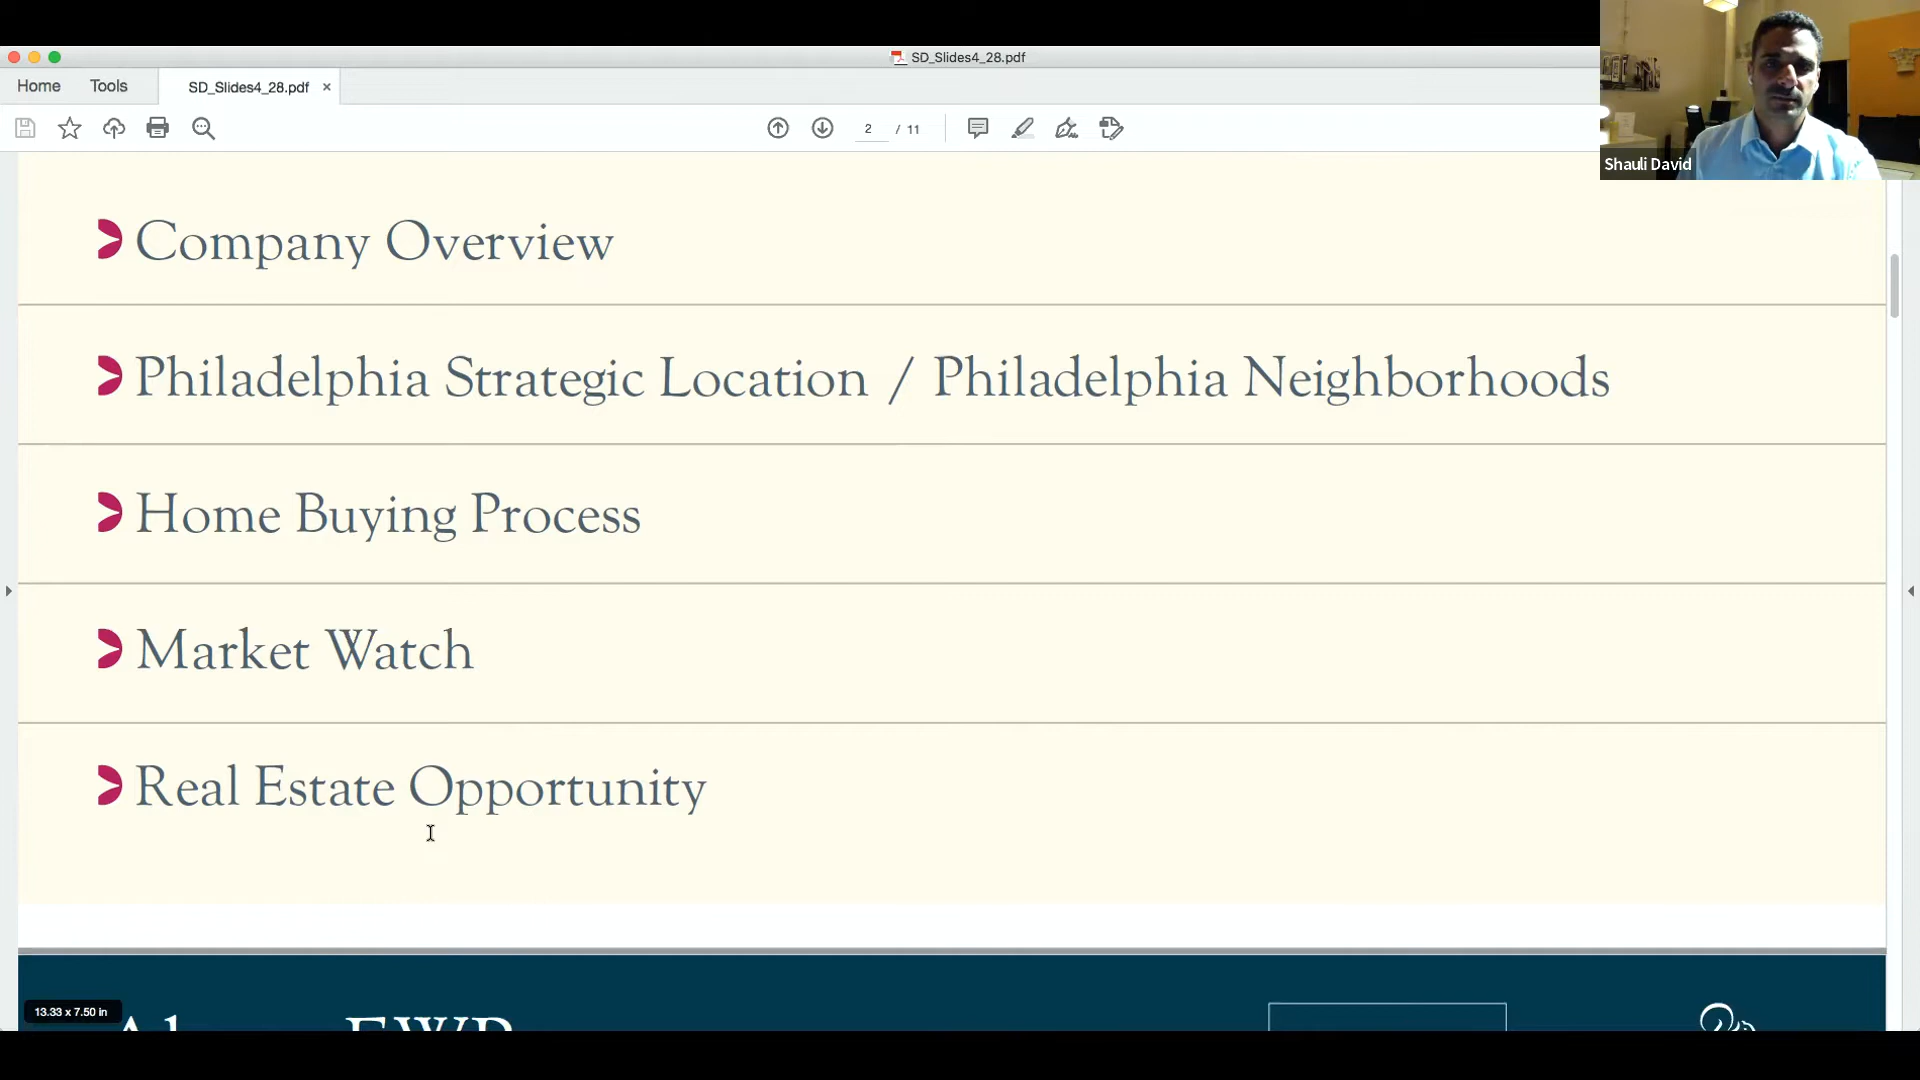 SD_Slides4_28.pdf
Home Tools SD_Slides4_28.pdf ×
2 / 11
Shauli David
Company Overview
Philadelphia Strategic Location / Philadelphia Neighborhoods
Home Buying Process
Market Watch
Real Estate Opportunity
13.33 x 7.50 in